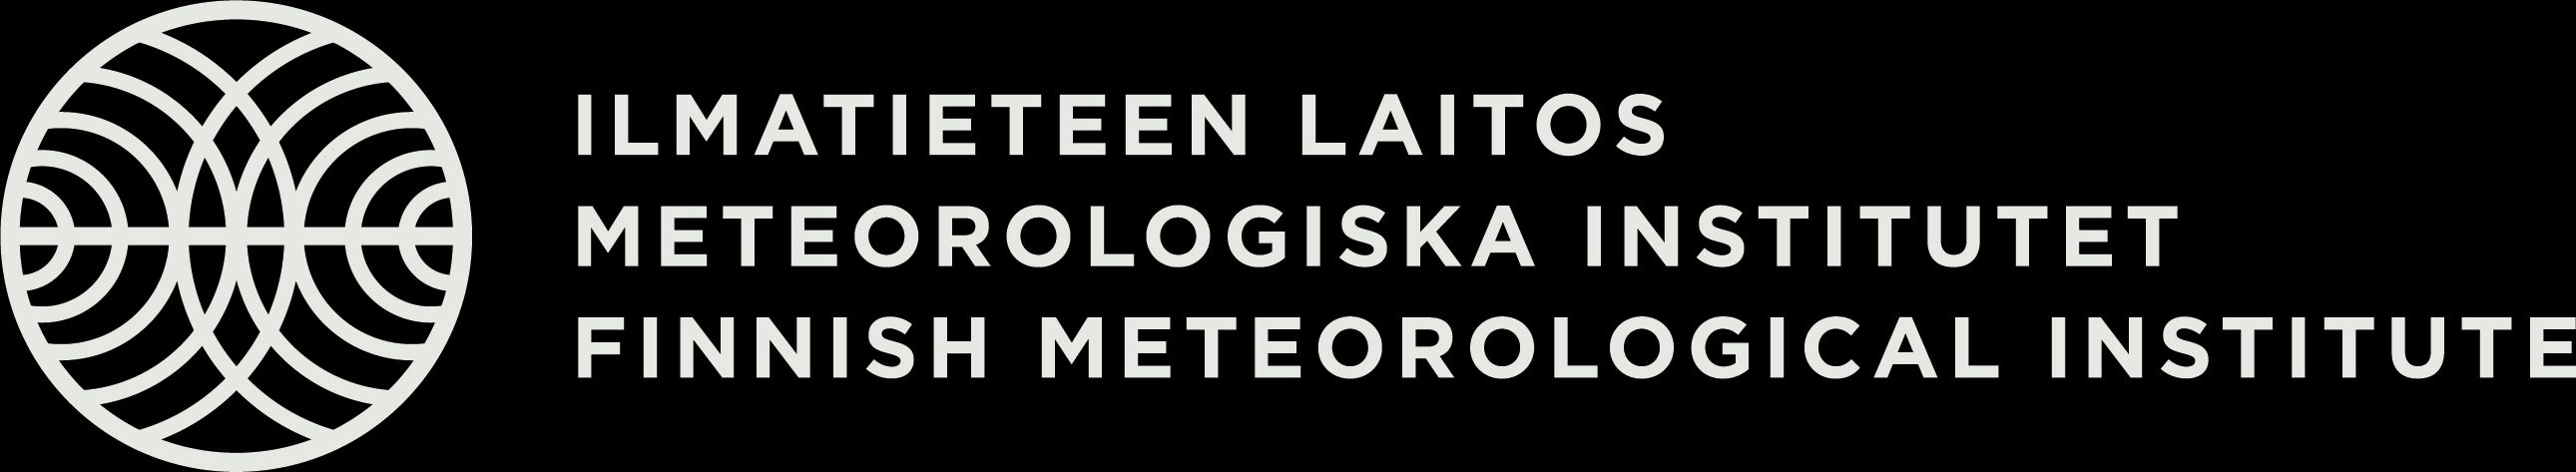 ILMATIETEEN LAITOS
METEOROLOGISKA INSTITUTET
FINNISH METEOROLOGICAL INSTITUTE